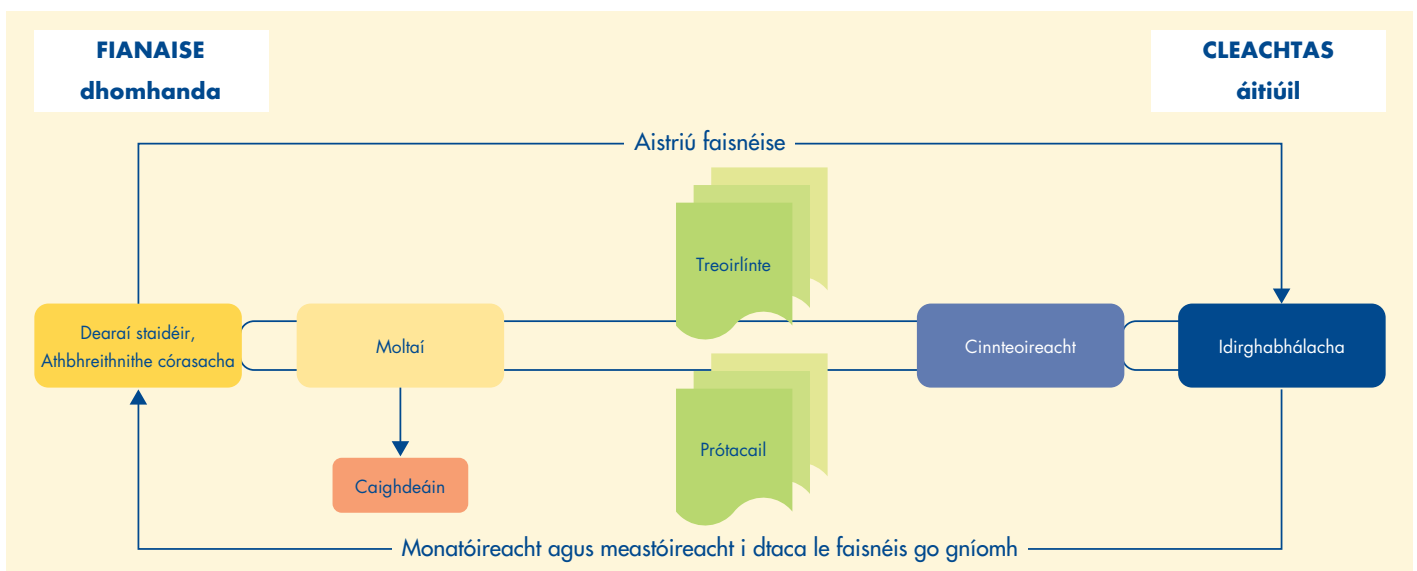 FIANAISE
dhomhanda
CLEACHTAS
áitiúil
Aistriú faisnéise
Treoirlínte
Dearaí staidéir,
Athbhreithnithe córasacha
Moltaí
Cinnteoireacht
Idirghabhálacha
Prótacail
Caighdeáin
Monatóireacht agus meastóireacht i dtaca le faisnéis go gníomh